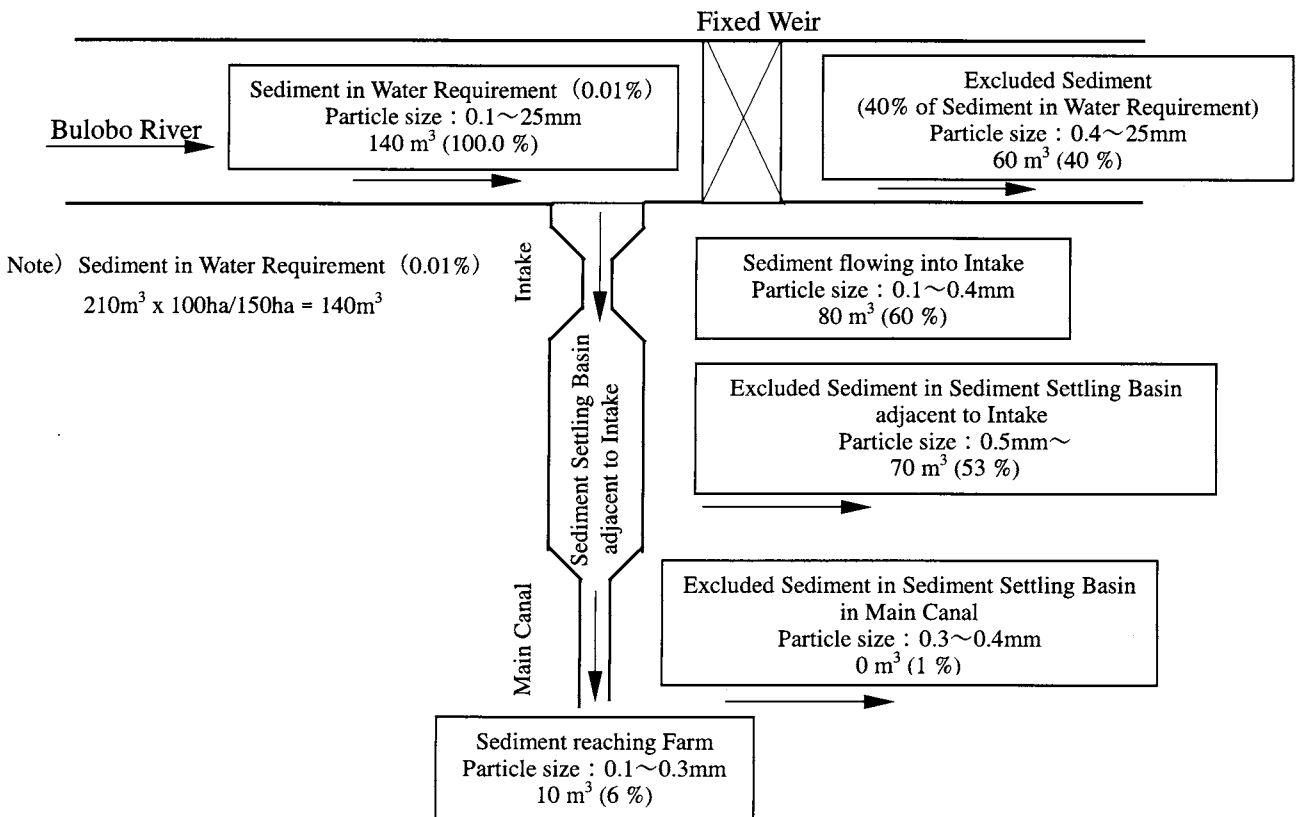 Fixed Weir
Sediment in Water Requirement (0.01%)
Particle size : 0.1～25mm
140 m³ (100.0 %)
Excluded Sediment
(40% of Sediment in Water Requirement)
Particle size : 0.4～25mm
60 m³ (40 %)
Bulobo River
Note) Sediment in Water Requirement (0.01%)
210m³ x 100ha/150ha = 140m³
Intake
Sediment flowing into Intake
Particle size : 0.1～0.4mm
80 m³ (60 %)
Sediment Settling Basin
adjacent to Intake
Excluded Sediment in Sediment Settling Basin
adjacent to Intake
Particle size : 0.5mm～
70 m³ (53 %)
Main Canal
Excluded Sediment in Sediment Settling Basin
in Main Canal
Particle size : 0.3～0.4mm
0 m³ (1 %)
Sediment reaching Farm
Particle size : 0.1～0.3mm
10 m³ (6 %)